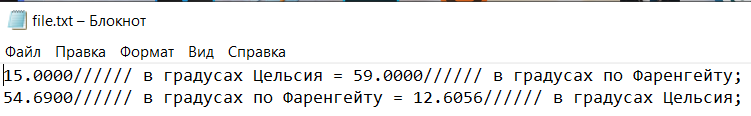 file.txt – Блокнот
Файл Правка Формат Вид Справка
15.0000////// в градусах Цельсия = 59.0000////// в градусах по Фаренгейту;
54.6900////// в градусах по Фаренгейту = 12.6056////// в градусах Цельсия;